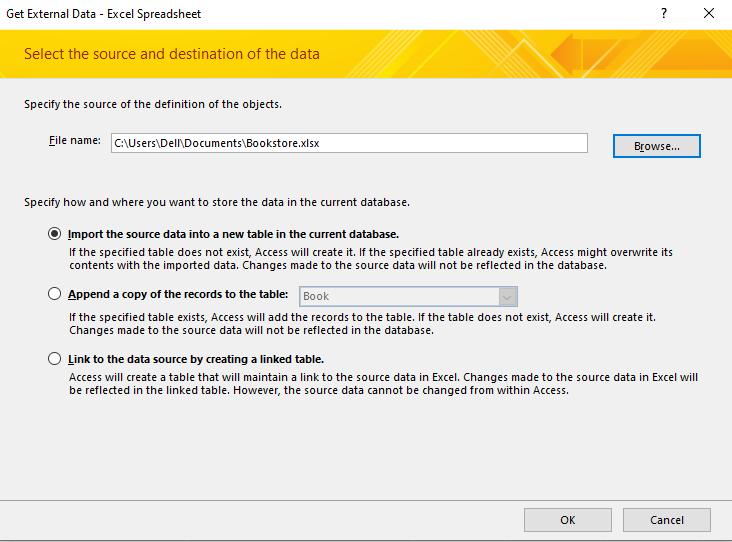 Get External Data - Excel Spreadsheet
?
Select the source and destination of the data
Specify the source of the definition of the objects.
File name: C:\Users\Dell\Documents\Bookstore.xlsx Browse...
Specify how and where you want to store the data in the current database.
Import the source data into a new table in the current database.
If the specified table does not exist, Access will create it. If the specified table already exists, Access might overwrite its
contents with the imported data. Changes made to the source data will not be reflected in the database.
Append a copy of the records to the table: Book
If the specified table exists, Access will add the records to the table. If the table does not exist, Access will create it.
Changes made to the source data will not be reflected in the database.
Link to the data source by creating a linked table.
Access will create a table that will maintain a link to the source data in Excel. Changes made to the source data in Excel will
be reflected in the linked table. However, the source data cannot be changed from within Access.
OK Cancel